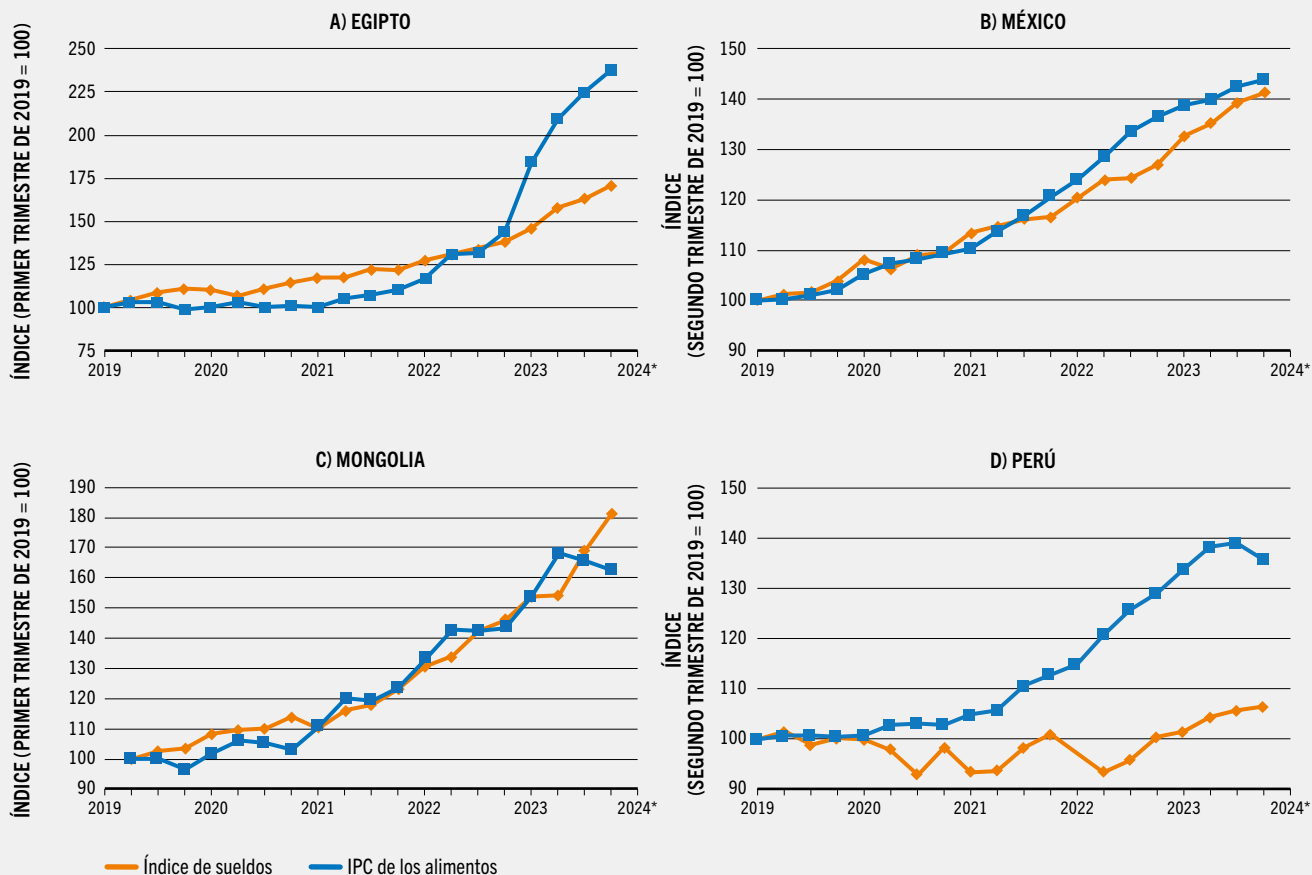 A) EGIPTO
ÍNDICE (PRIMER TRIMESTRE DE 2019 = 100)
250
225
200
175
150
125
100
75
2019 2020 2021 2022 2023 2024*
B) MÉXICO
ÍNDICE
(SEGUNDO TRIMESTRE DE 2019 = 100)
150
140
130
120
110
100
90
2019 2020 2021 2022 2023 2024*
C) MONGOLIA
ÍNDICE (PRIMER TRIMESTRE DE 2019 = 100)
190
180
170
160
150
140
130
120
110
100
90
2019 2020 2021 2022 2023 2024*
D) PERÚ
ÍNDICE
(SEGUNDO TRIMESTRE DE 2019 = 100)
150
140
130
120
110
100
90
2019 2020 2021 2022 2023 2024*
Índice de sueldos IPC de los alimentos